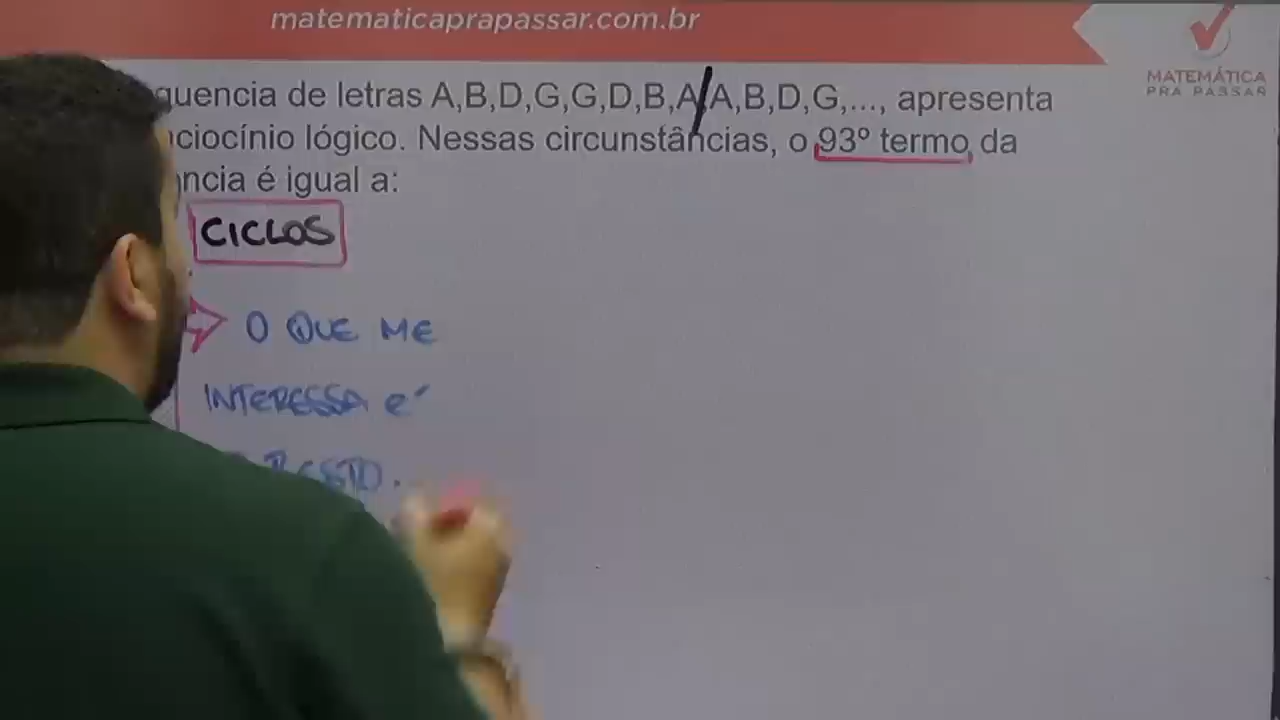 matematicaprapassar.com.br
MATEMÁTICA
PRA PASSAR
quencia de letras A,B,D,G,G,D,B,A,A,B,D,G,..., apresenta
ciocínio lógico. Nessas circunstâncias, o 93º termo da
ncia é igual a:
CICLOS
O QUE ME
INTERESSA É
RESTO.